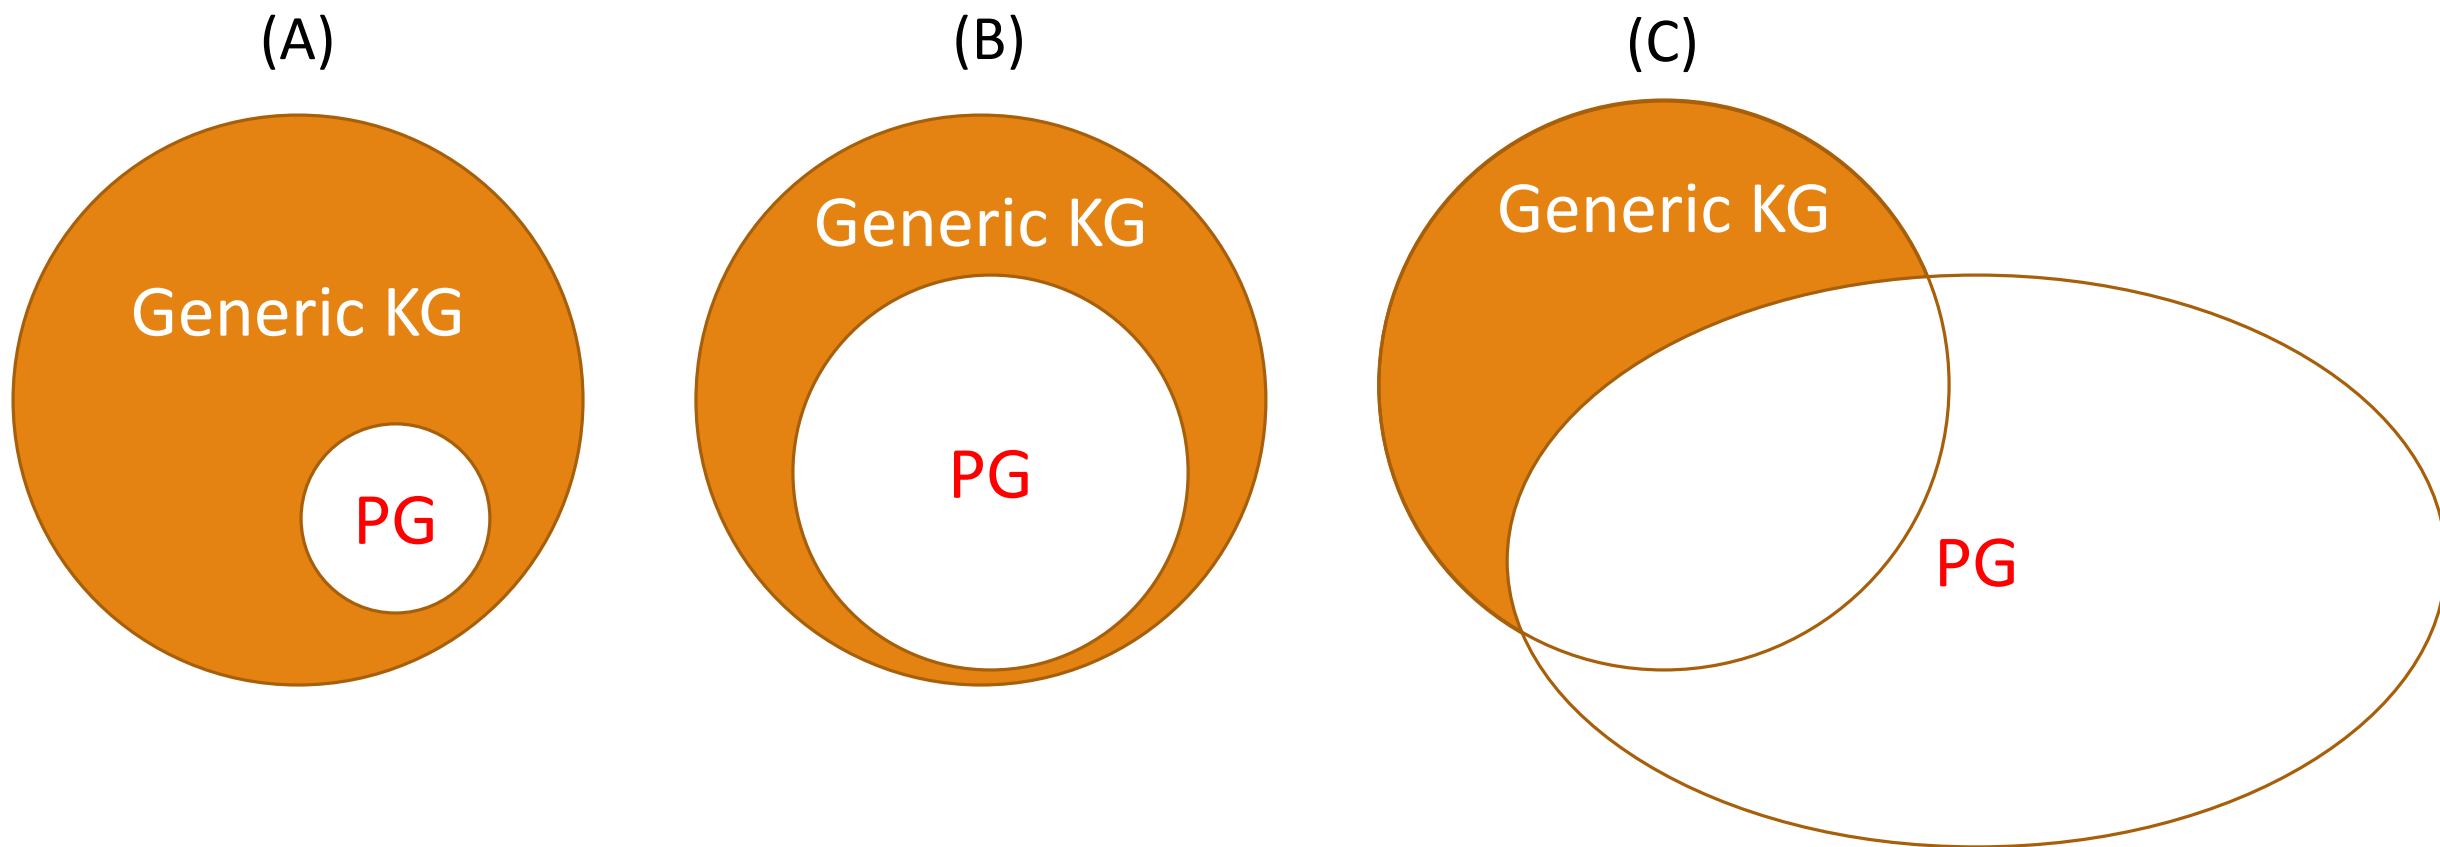 (A)
(B)
(C)
Generic KG
PG
Generic KG
PG
Generic KG
PG